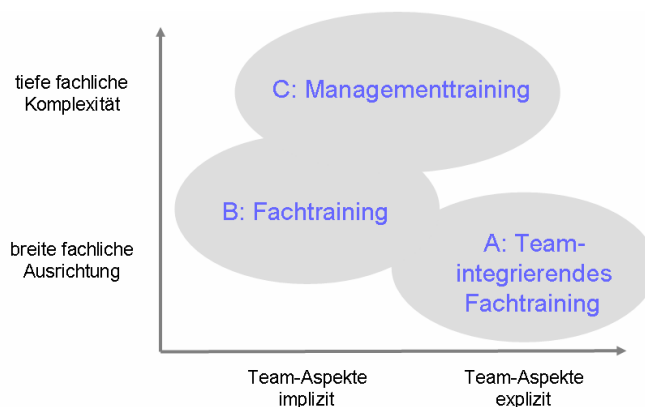 tiefe fachliche
Komplexität
C: Managementtraining
B: Fachtraining
breite fachliche
Ausrichtung
A: Team-
integrierendes
Fachtraining
Team-Aspekte
implizit
Team-Aspekte
explizit